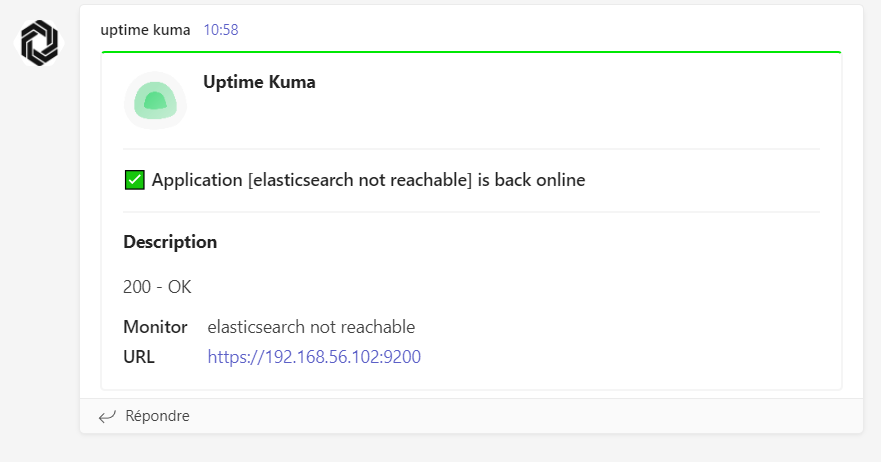 uptime kuma 10:58
Uptime Kuma
✅ Application [elasticsearch not reachable] is back online
Description
200 - OK
Monitor elasticsearch not reachable
URL https://192.168.56.102:9200
Répondre